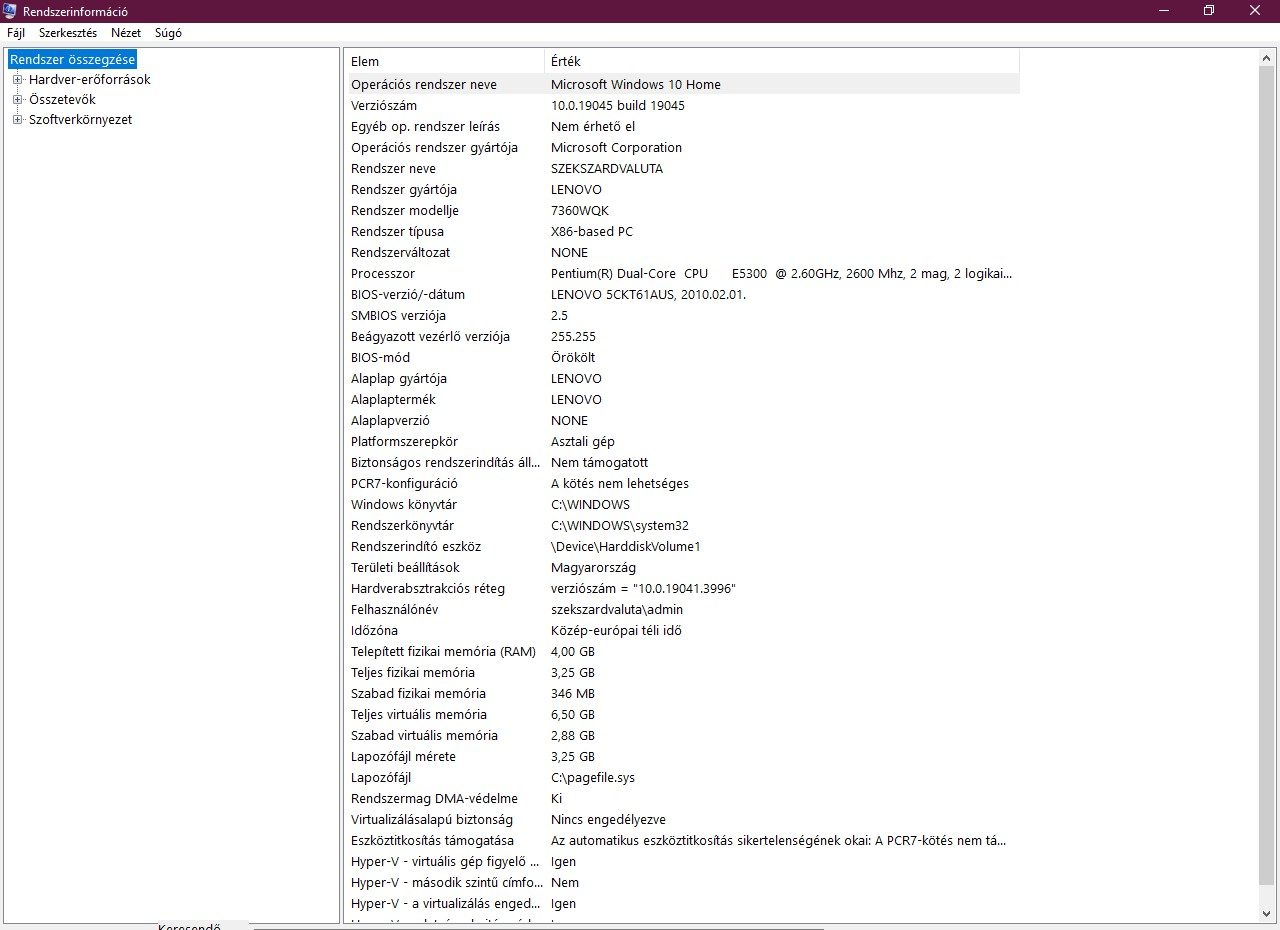 Rendszerinformáció
Fájl Szerkesztés Nézet Súgó
Rendszer összegzése
Hardver-erőforrások
Összetevők
Szoftverkörnyezet
Elem Érték
Operációs rendszer neve Microsoft Windows 10 Home
Verziószám 10.0.19045 build 19045
Egyéb op. rendszer leírás Nem érhető el
Operációs rendszer gyártója Microsoft Corporation
Rendszer neve SZEKSZARDVALUTA
Rendszer gyártója LENOVO
Rendszer modellje 7360WQK
Rendszer típusa X86-based PC
Rendszerváltozat NONE
Processzor Pentium(R) Dual-Core CPU E5300 @ 2.60GHz, 2600 Mhz, 2 mag, 2 logikai...
BIOS-verzió/-dátum LENOVO 5CKT61AUS, 2010.02.01.
SMBIOS verziója 2.5
Beágyazott vezérlő verziója 255.255
BIOS-mód Örökölt
Alaplap gyártója LENOVO
Alaplaptermék LENOVO
Alaplapverzió NONE
Platformszerepkör Asztali gép
Biztonságos rendszerindítás áll... Nem támogatott
PCR7-konfiguráció A kötés nem lehetséges
Windows könyvtár C:\WINDOWS
Rendszerkönyvtár C:\WINDOWS\system32
Rendszerindító eszköz \Device\HarddiskVolume1
Területi beállítások Magyarország
Hardverabsztrakciós réteg verziószám = "10.0.19041.3996"
Felhasználónév szekszardvaluta\admin
Időzóna Közép-európai téli idő
Telepített fizikai memória (RAM) 4,00 GB
Teljes fizikai memória 3,25 GB
Szabad fizikai memória 346 MB
Teljes virtuális memória 6,50 GB
Szabad virtuális memória 2,88 GB
Lapozófájl mérete 3,25 GB
Lapozófájl C:\pagefile.sys
Rendszermag DMA-védelme Ki
Virtualizálásalapú biztonság Nincs engedélyezve
Eszköztitkosítás támogatása Az automatikus eszköztitkosítás sikertelenségének okai: A PCR7-kötés nem tá...
Hyper-V - virtuális gép figyelő ... Igen
Hyper-V - második szintű címfo... Nem
Hyper-V - a virtualizálás enged... Igen
Keresendő